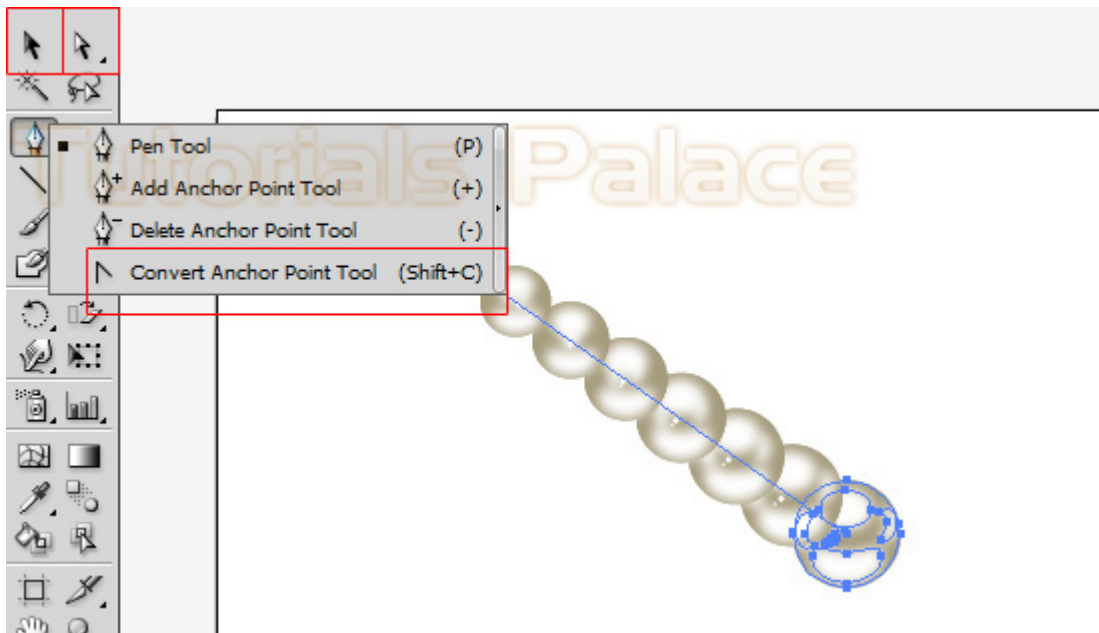 Tutorials Palace
Pen Tool (P)
Add Anchor Point Tool (+)
Delete Anchor Point Tool (-)
Convert Anchor Point Tool (Shift+C)